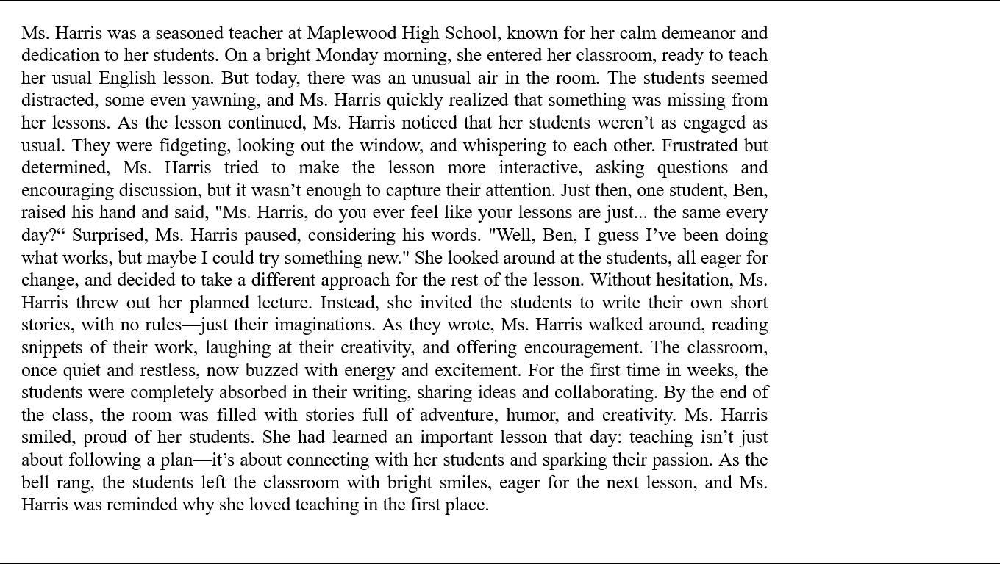 Ms. Harris was a seasoned teacher at Maplewood High School, known for her calm demeanor and
dedication to her students. On a bright Monday morning, she entered her classroom, ready to teach
her usual English lesson. But today, there was an unusual air in the room. The students seemed
distracted, some even yawning, and Ms. Harris quickly realized that something was missing from
her lessons. As the lesson continued, Ms. Harris noticed that her students weren’t as engaged as
usual. They were fidgeting, looking out the window, and whispering to each other. Frustrated but
determined, Ms. Harris tried to make the lesson more interactive, asking questions and
encouraging discussion, but it wasn’t enough to capture their attention. Just then, one student, Ben,
raised his hand and said, "Ms. Harris, do you ever feel like your lessons are just... the same every
day?“ Surprised, Ms. Harris paused, considering his words. "Well, Ben, I guess I’ve been doing
what works, but maybe I could try something new." She looked around at the students, all eager for
change, and decided to take a different approach for the rest of the lesson. Without hesitation, Ms.
Harris threw out her planned lecture. Instead, she invited the students to write their own short
stories, with no rules—just their imaginations. As they wrote, Ms. Harris walked around, reading
snippets of their work, laughing at their creativity, and offering encouragement. The classroom,
once quiet and restless, now buzzed with energy and excitement. For the first time in weeks, the
students were completely absorbed in their writing, sharing ideas and collaborating. By the end of
the class, the room was filled with stories full of adventure, humor, and creativity. Ms. Harris
smiled, proud of her students. She had learned an important lesson that day: teaching isn’t just
about following a plan—it’s about connecting with her students and sparking their passion. As the
bell rang, the students left the classroom with bright smiles, eager for the next lesson, and Ms.
Harris was reminded why she loved teaching in the first place.